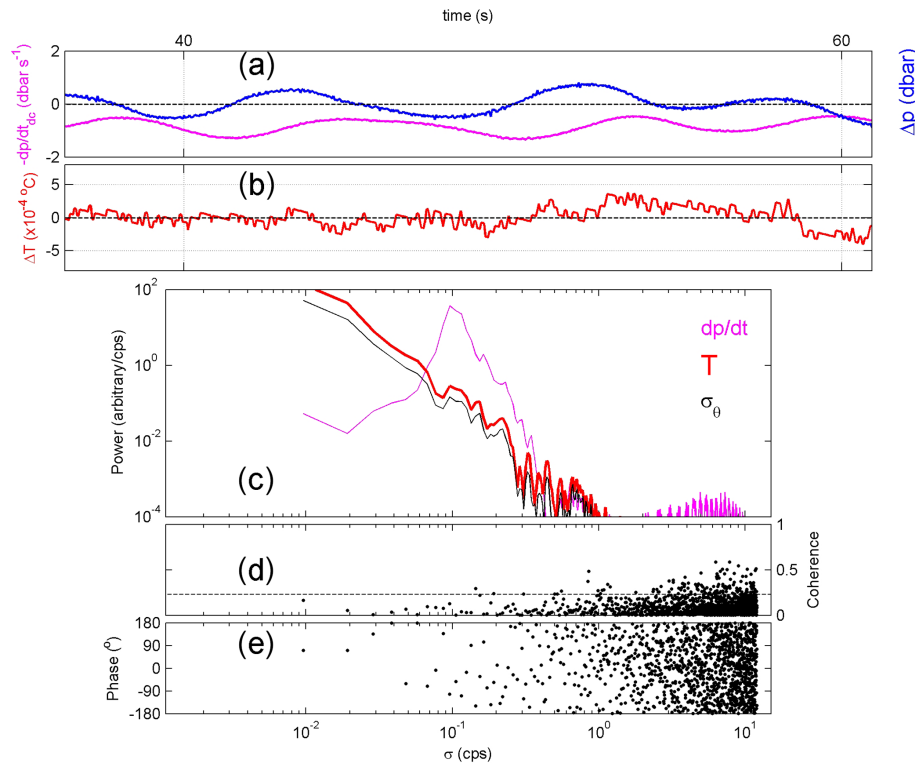 time (s)
40 60
(a)
2
0
-2
-dp/dt_dc (dbar s⁻¹)
Δp (dbar)
(b)
5
0
-5
ΔT (x10⁻⁴ °C)
(c)
10²
10⁰
10⁻²
10⁻⁴
Power (arbitrary/cps)
dp/dt
T
σ_θ
(d)
1
0.5
0
Coherence
(e)
180
90
0
-90
-180
Phase (°)
10⁻² 10⁻¹ 10⁰ 10¹
σ (cps)